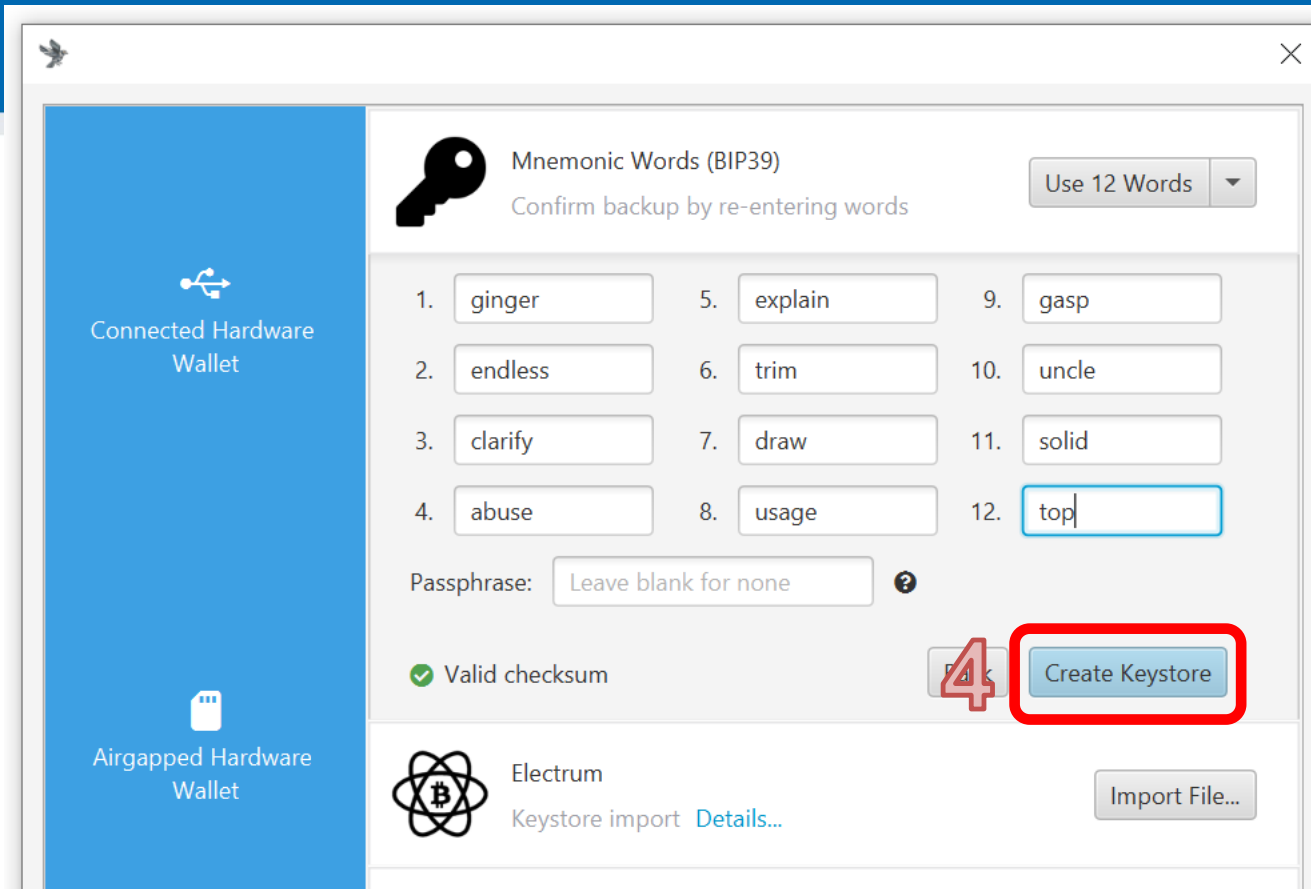 Mnemonic Words (BIP39)
Confirm backup by re-entering words
Use 12 Words
Connected Hardware
Wallet
1. ginger
5. explain
9. gasp
2. endless
6. trim
10. uncle
3. clarify
7. draw
11. solid
4. abuse
8. usage
12. top
Passphrase: Leave blank for none
Valid checksum
4
Create Keystore
Airgapped Hardware
Wallet
Electrum
Keystore import Details...
Import File...